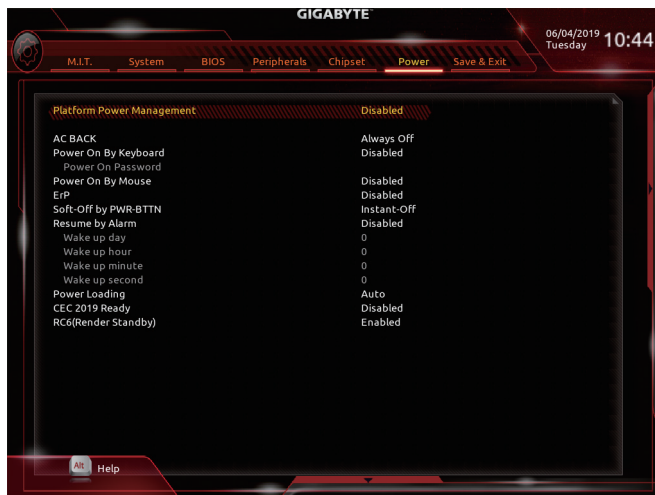 GIGABYTE™
06/04/2019 Tuesday 10:44
M.I.T. System BIOS Peripherals Chipset Power Save & Exit
Platform Power Management Disabled
AC BACK Always Off
Power On By Keyboard Disabled
Power On Password
Power On By Mouse Disabled
ErP Disabled
Soft-Off by PWR-BTTN Instant-Off
Resume by Alarm Disabled
Wake up day 0
Wake up hour 0
Wake up minute 0
Wake up second 0
Power Loading Auto
CEC 2019 Ready Disabled
RC6(Render Standby) Enabled
Alt Help